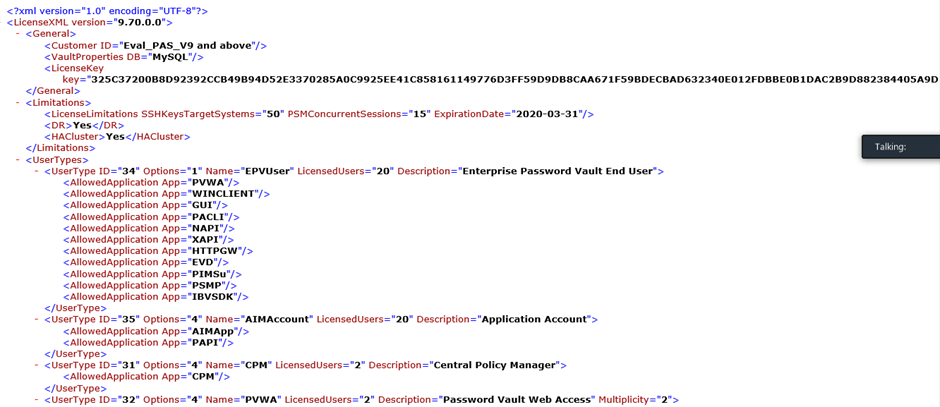 <?xml version="1.0" encoding="UTF-8"?>
<LicenseXML version="9.70.0.0">
- <General>
<Customer ID="Eval_PAS_V9 and above"/>
<VaultProperties DB="MySQL"/>
<LicenseKey
key="325C37200B8D92392CCB49B94D52E3370285A0C9925EE41C858161149776D3FF59D9DB8CAA671F59BDECBAD632340E012FDBBE0B1DAC2B9D882384405A9D
</General>
- <Limitations>
<LicenseLimitations SSHKeysTargetSystems="50" PSMConcurrentSessions="15" ExpirationDate="2020-03-31"/>
<DR>Yes</DR>
<HACluster>Yes</HACluster>
</Limitations>
Talking:
- <UserTypes>
- <UserType ID="34" Options="1" Name="EPVUser" LicensedUsers="20" Description="Enterprise Password Vault End User">
<AllowedApplication App="PVWA"/>
<AllowedApplication App="WINCLIENT"/>
<AllowedApplication App="GUI"/>
<AllowedApplication App="PACLI"/>
<AllowedApplication App="NAPI"/>
<AllowedApplication App="XAPI"/>
<AllowedApplication App="HTTPGW"/>
<AllowedApplication App="EVD"/>
<AllowedApplication App="PIMSu"/>
<AllowedApplication App="PSMP"/>
<AllowedApplication App="IBVSDK"/>
</UserType>
- <UserType ID="35" Options="4" Name="AIMAccount" LicensedUsers="20" Description="Application Account">
<AllowedApplication App="AIMApp"/>
<AllowedApplication App="PAPI"/>
</UserType>
- <UserType ID="31" Options="4" Name="CPM" LicensedUsers="2" Description="Central Policy Manager">
<AllowedApplication App="CPM"/>
</UserType>
- <UserType ID="32" Options="4" Name="PVWA" LicensedUsers="2" Description="Password Vault Web Access" Multiplicity="2">